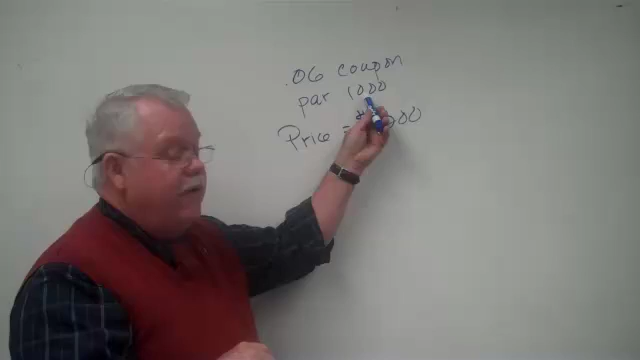 .06 coupon
par 1000
Price =